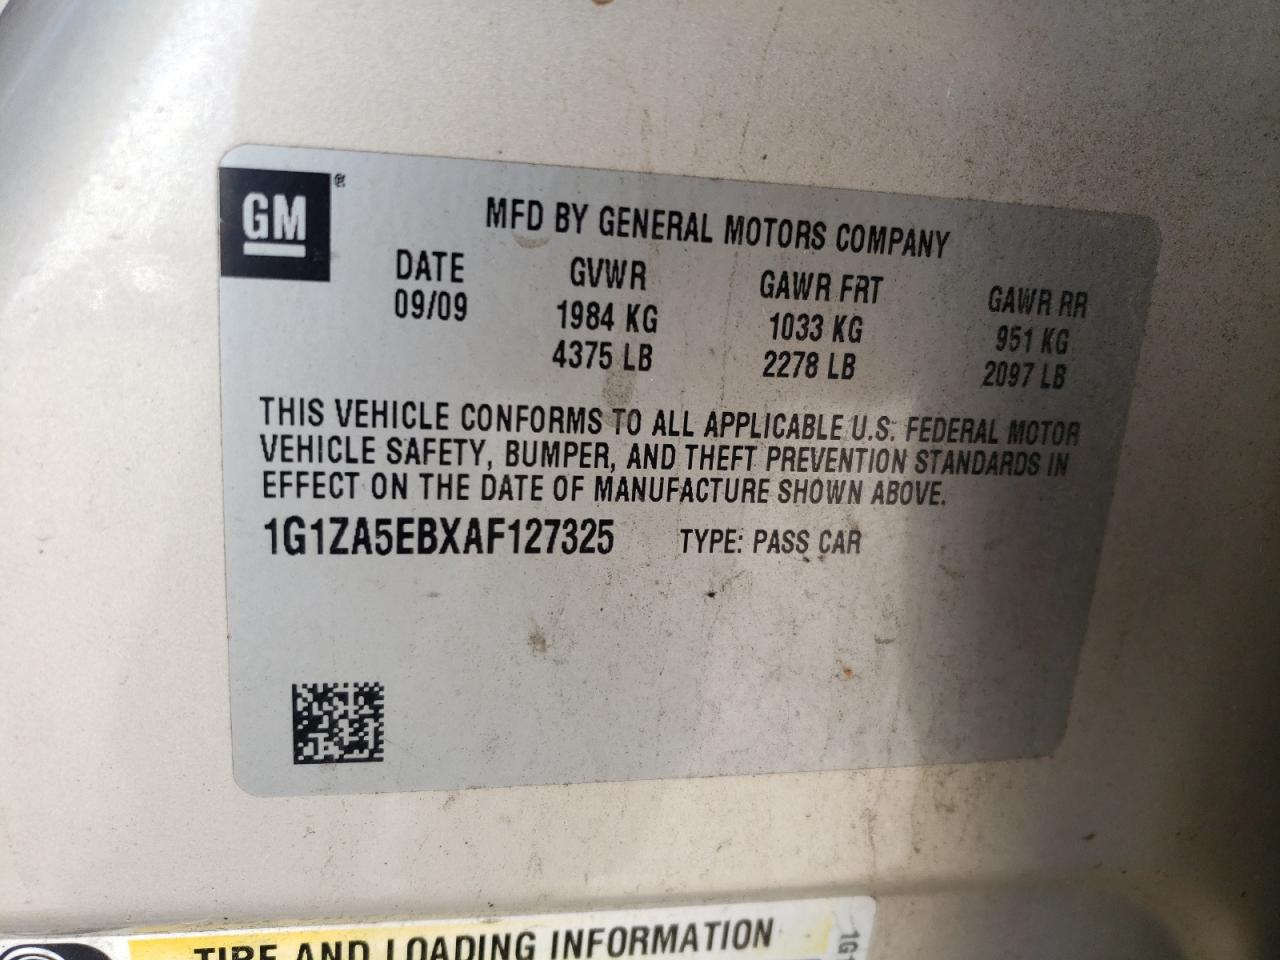 GM®
MFD BY GENERAL MOTORS COMPANY
DATE GVWR GAWR FRT GAWR RR
09/09 1984 KG 1033 KG 951 KG
4375 LB 2278 LB 2097 LB
THIS VEHICLE CONFORMS TO ALL APPLICABLE U.S. FEDERAL MOTOR
VEHICLE SAFETY, BUMPER, AND THEFT PREVENTION STANDARDS IN
EFFECT ON THE DATE OF MANUFACTURE SHOWN ABOVE.
1G1ZA5EBXAF127325 TYPE: PASS CAR
TIRE AND LOADING INFORMATION